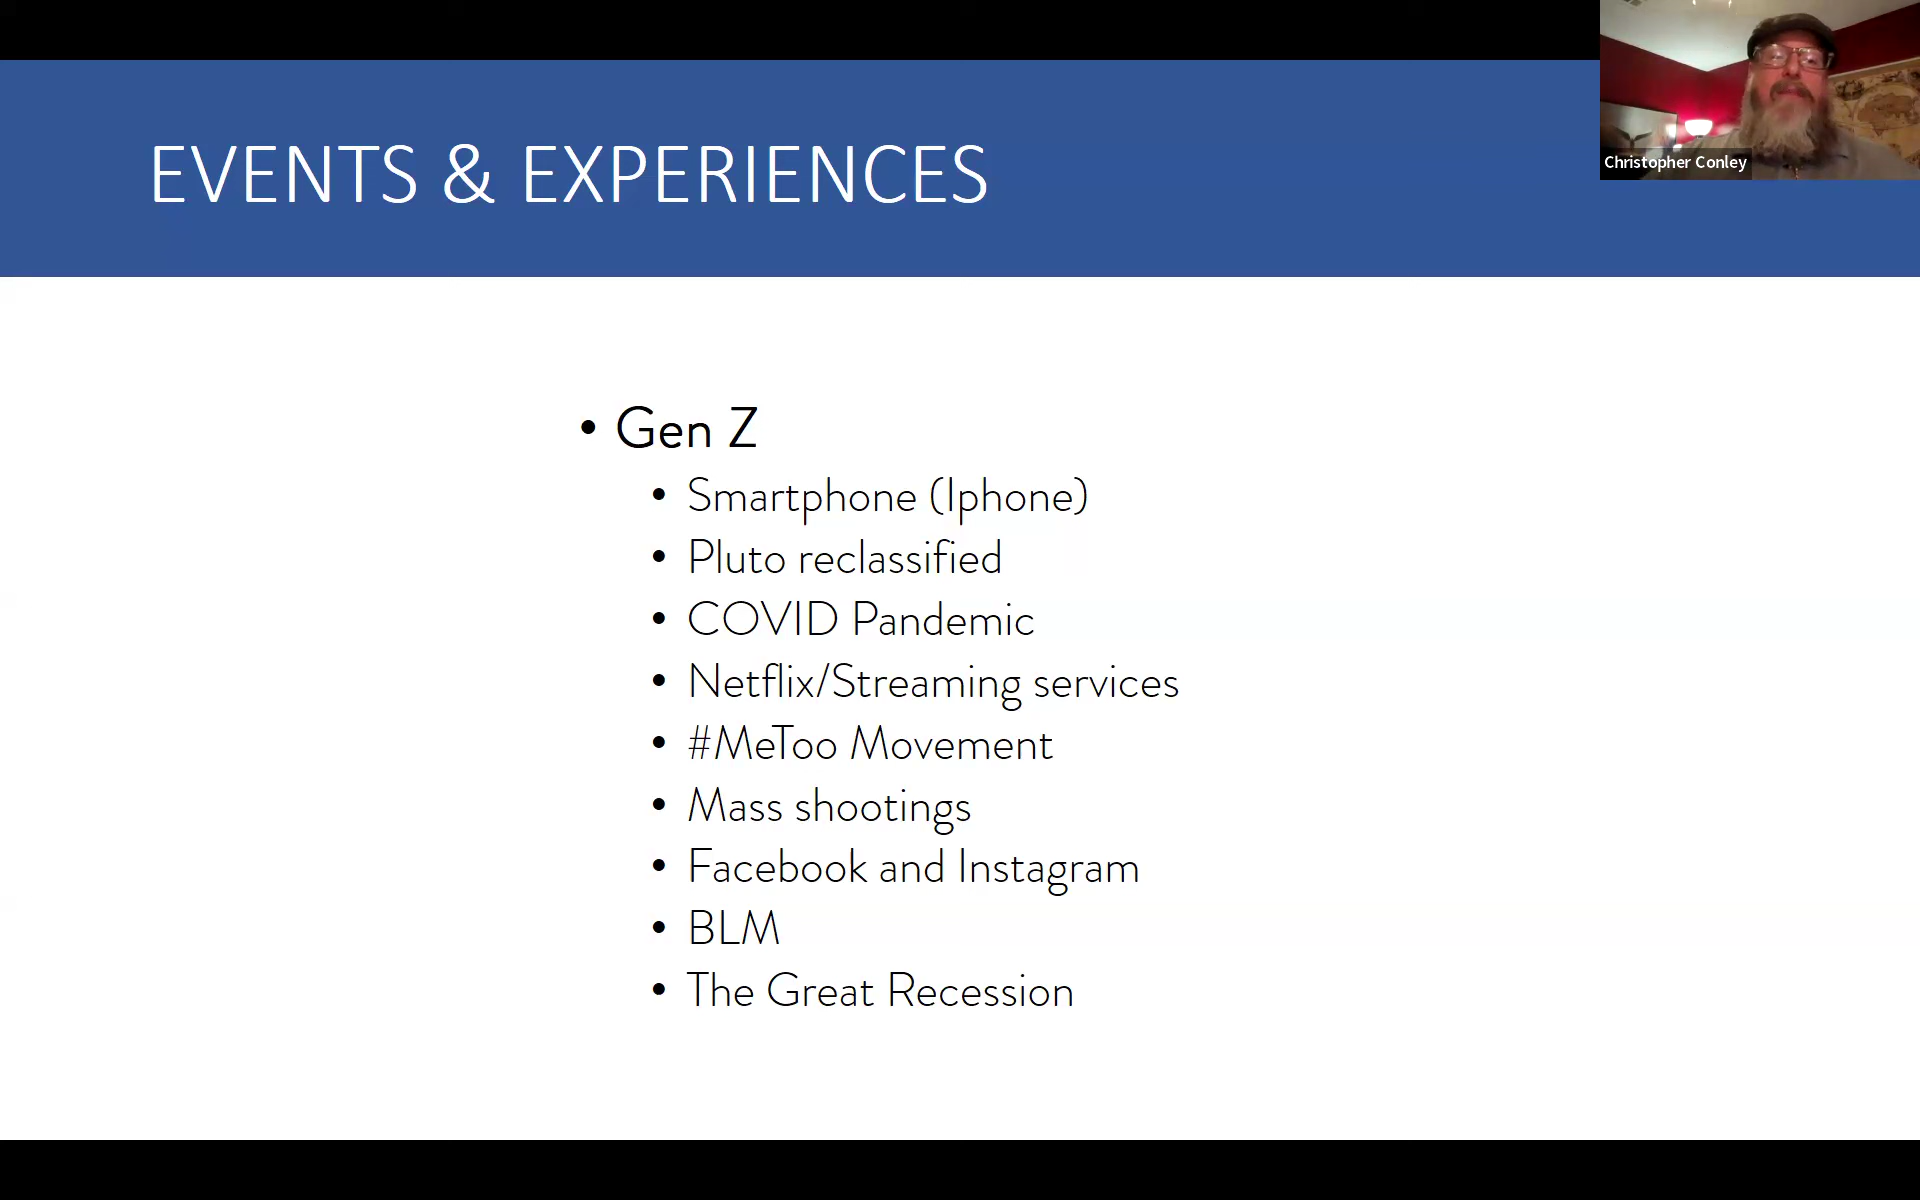 EVENTS & EXPERIENCES
Christopher Conley
• Gen Z
• Smartphone (Iphone)
• Pluto reclassified
• COVID Pandemic
• Netflix/Streaming services
• #MeToo Movement
• Mass shootings
• Facebook and Instagram
• BLM
• The Great Recession